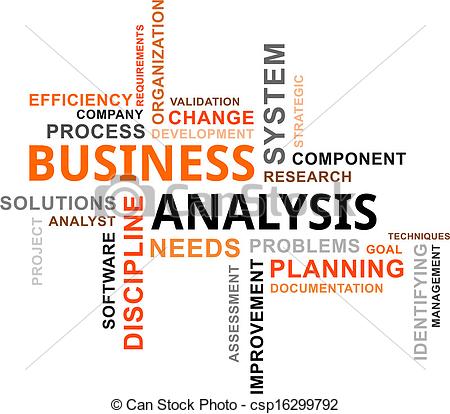 REQUIREMENTS
ORGANIZATION
SYSTEM
STRATEGIC
EFFICIENCY
VALIDATION
COMPANY
CHANGE
PROCESS
DEVELOPMENT
BUSINESS
COMPONENT
RESEARCH
SOLUTIONS
ANALYSIS
ANALYST
PROJECT
SOFTWARE
DISCIPLINE
NEEDS
PROBLEMS
TECHNIQUES
GOAL
PLANNING
DOCUMENTATION
ASSESSMENT
IMPROVEMENT
IDENTIFYING
MANAGEMENT
© Can Stock Photo - csp16299792